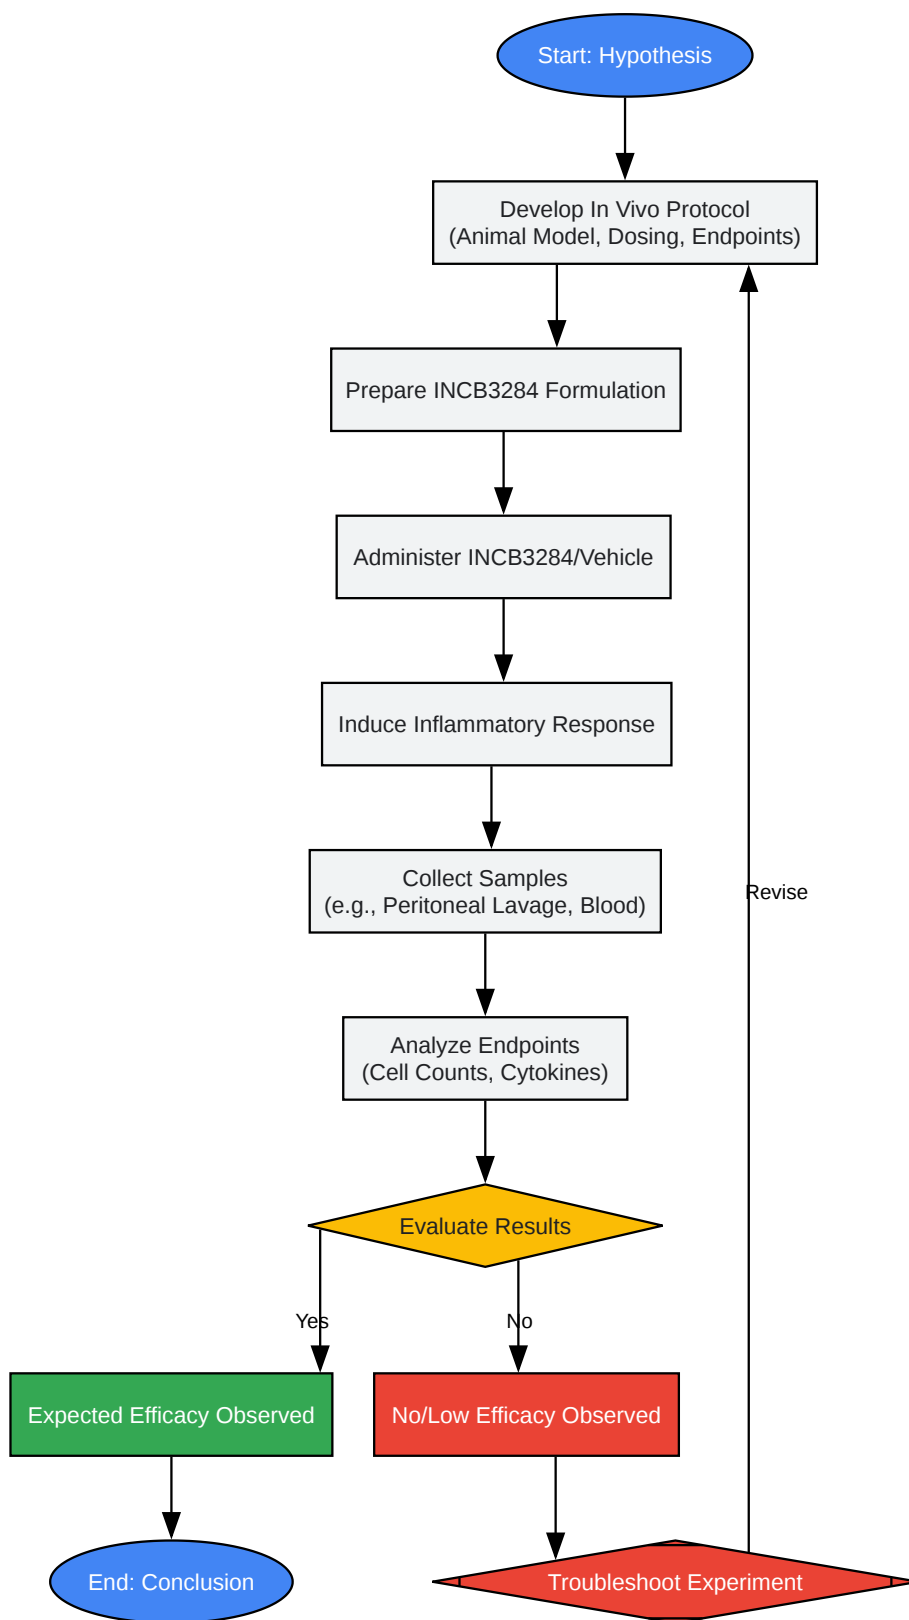 Start: Hypothesis
Develop In Vivo Protocol
(Animal Model, Dosing, Endpoints)
Prepare INCB3284 Formulation
Administer INCB3284/Vehicle
Induce Inflammatory Response
Collect Samples
(e.g., Peritoneal Lavage, Blood)
Revise
Analyze Endpoints
(Cell Counts, Cytokines)
Evaluate Results
Yes
No
Expected Efficacy Observed
No/Low Efficacy Observed
End: Conclusion
Troubleshoot Experiment